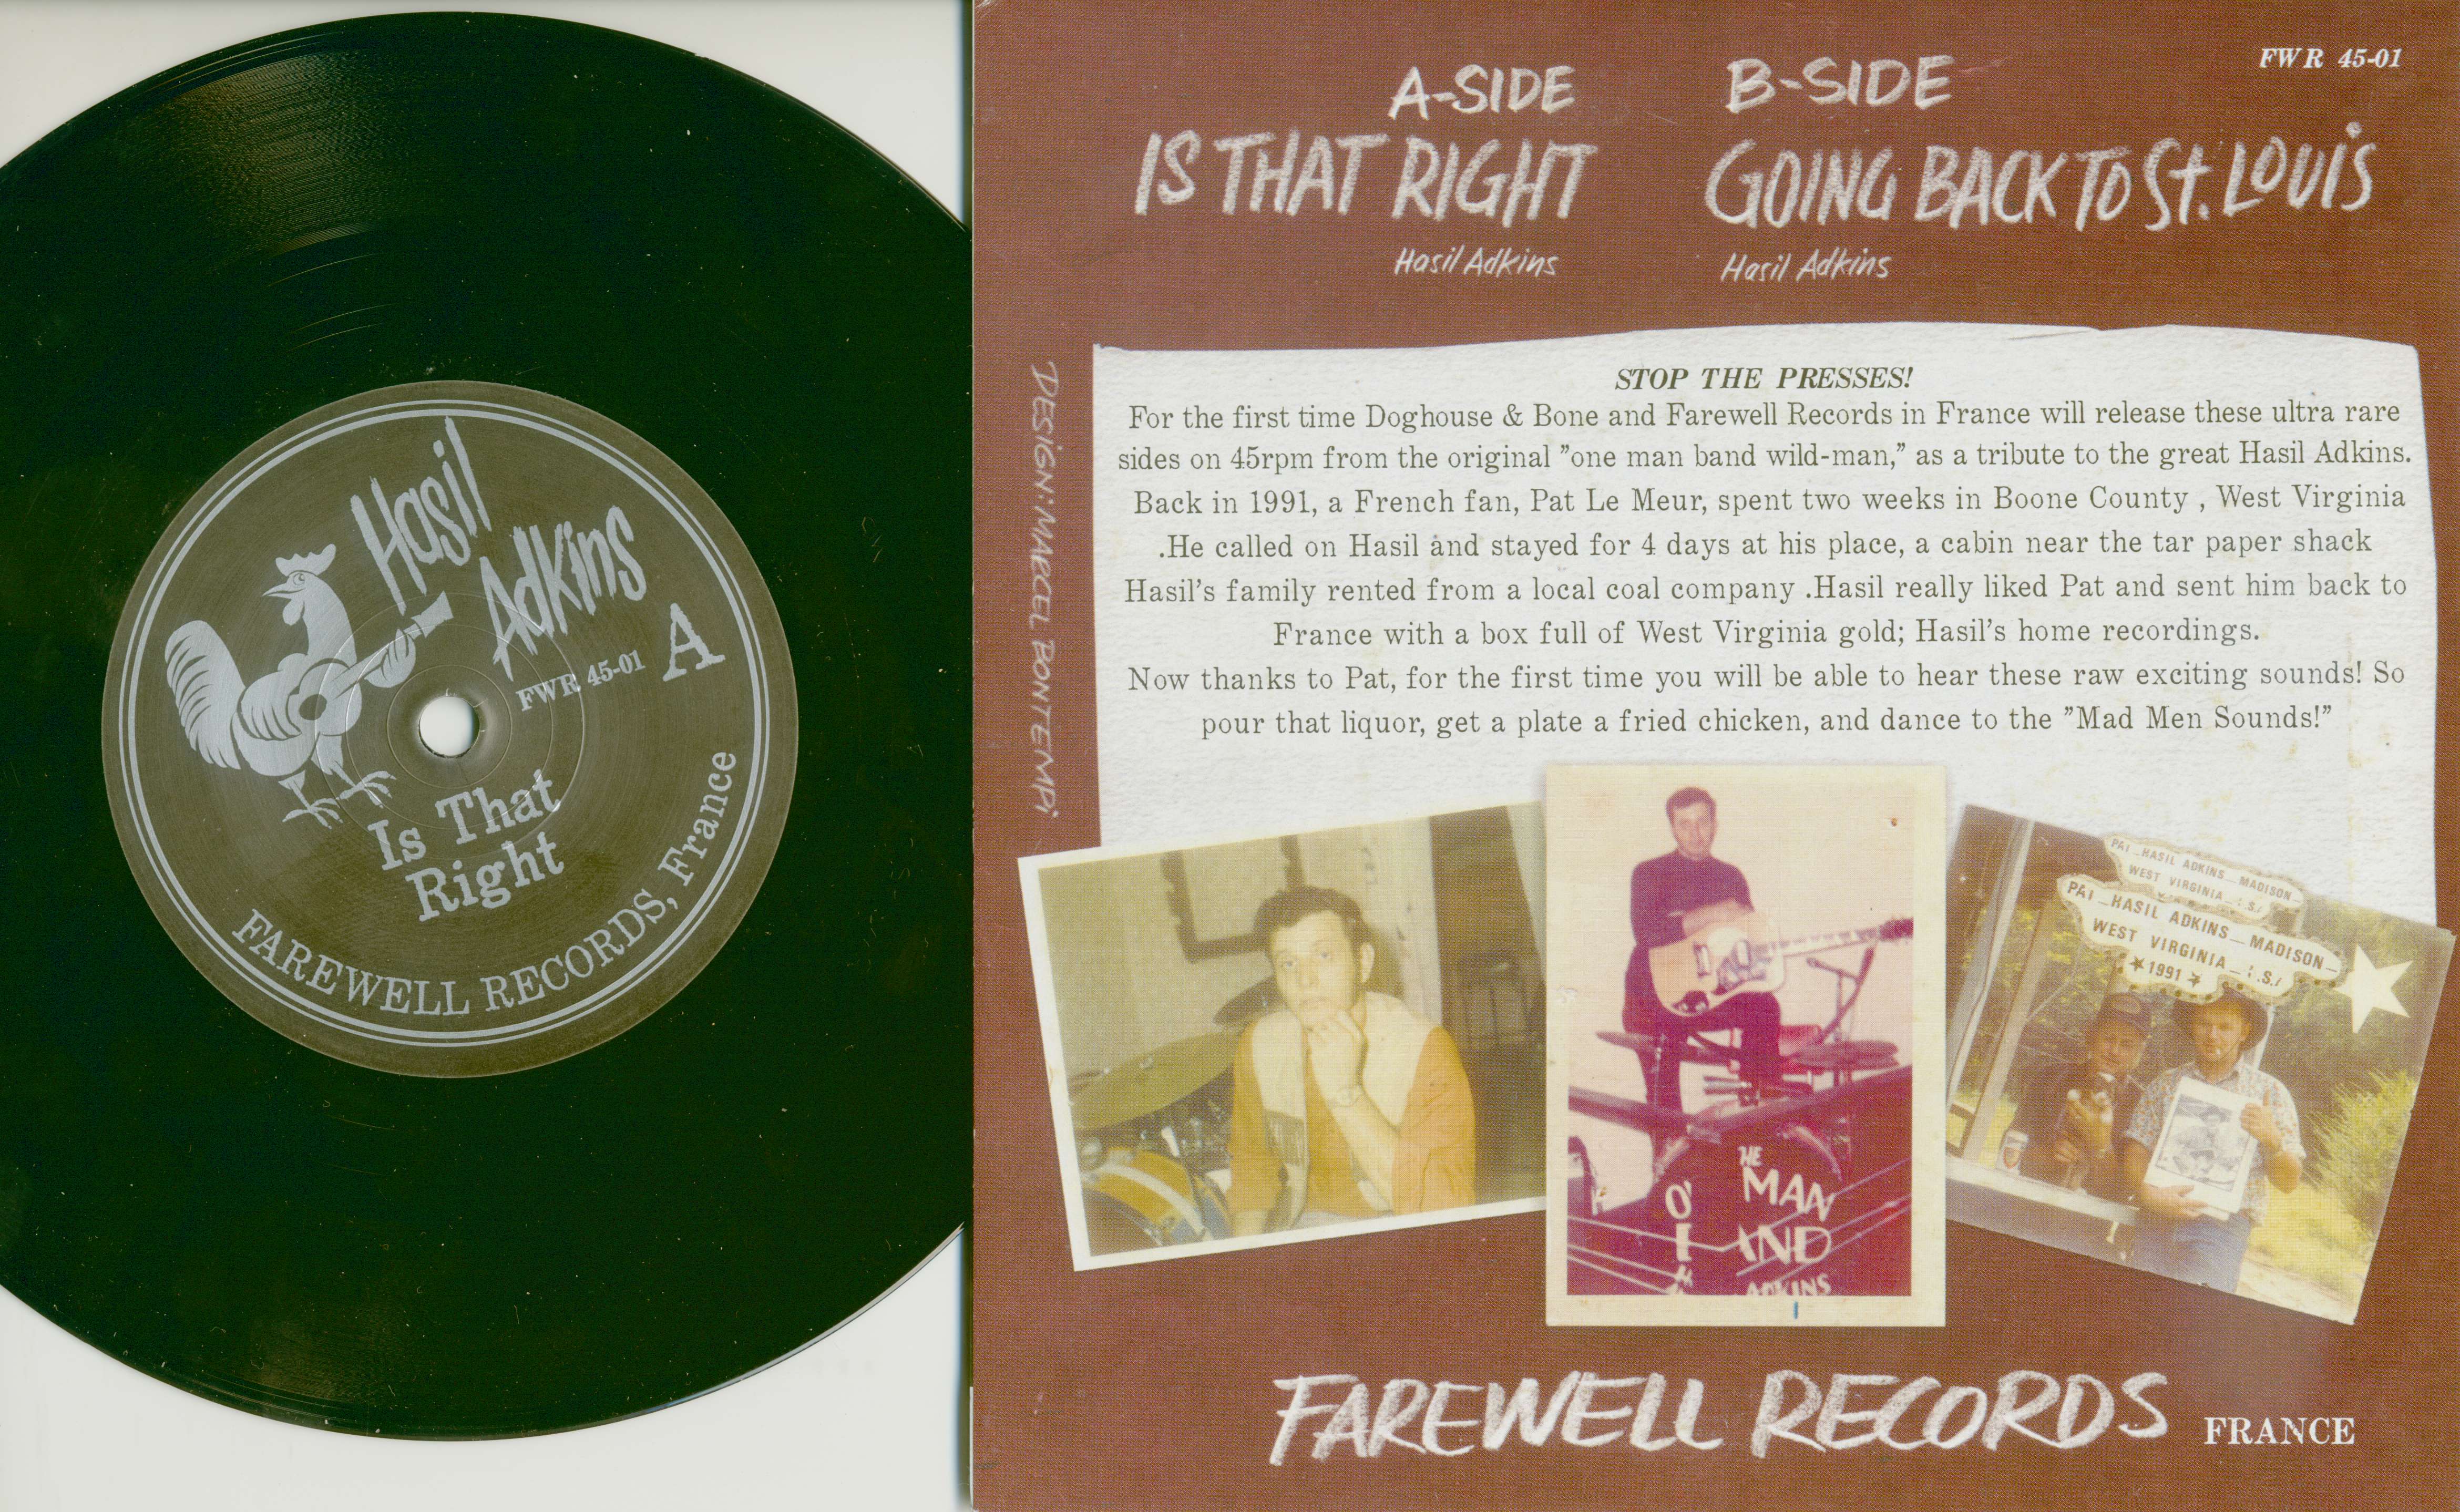 Hasil
Adkins
A
FWR 45-01
Is That
Right
FAREWELL RECORDS, France
FWR 45-01
A-SIDE
IS THAT RIGHT
Hasil Adkins
B-SIDE
GOING BACK TO St. LOUIS
Hasil Adkins
DESIGN: MARCEL BONTEMPI
STOP THE PRESSES!
For the first time Doghouse & Bone and Farewell Records in France will release these ultra rare
sides on 45rpm from the original "one man band wild-man," as a tribute to the great Hasil Adkins.
Back in 1991, a French fan, Pat Le Meur, spent two weeks in Boone County , West Virginia
.He called on Hasil and stayed for 4 days at his place, a cabin near the tar paper shack
Hasil's family rented from a local coal company .Hasil really liked Pat and sent him back to
France with a box full of West Virginia gold; Hasil's home recordings.
Now thanks to Pat, for the first time you will be able to hear these raw exciting sounds! So
pour that liquor, get a plate a fried chicken, and dance to the "Mad Men Sounds!"
HE
MAN
AND
ADKINS
PAT _ HASIL ADKINS _ MADISON _
WEST VIRGINIA _
PAT _ HASIL ADKINS _ MADISON _
WEST VIRGINIA _
★ 1991 ★
FAREWELL RECORDS FRANCE